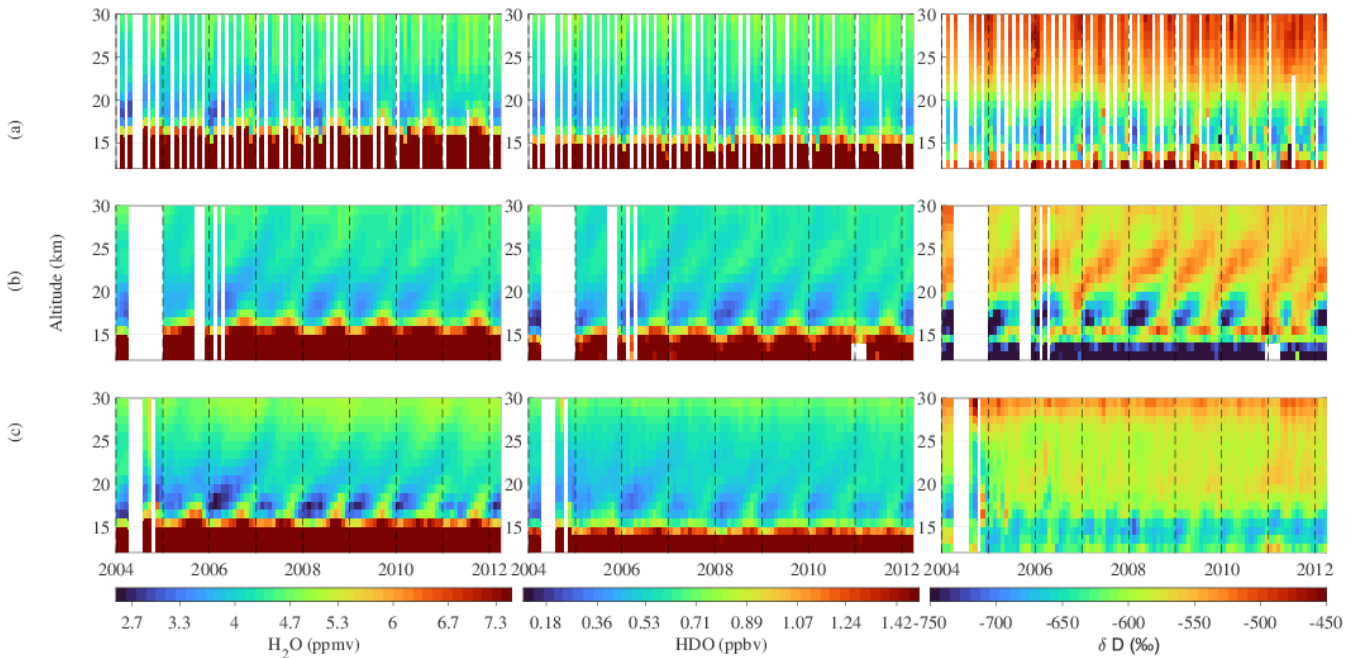 30 30 30
25 25 25
(a) 20 20 20
15 15 15
30 30 30
25 25 25
(b) Altitude (km) 20 20 20
15 15 15
30 30 30
(c) 25 25 25
20 20 20
15 15 15
2004 2006 2008 2010 2012 2004 2006 2008 2010 2012 2004 2006 2008 2010 2012
2.7 3.3 4 4.7 5.3 6 6.7 7.3 0.18 0.36 0.53 0.71 0.89 1.07 1.24 1.42 -750 -700 -650 -600 -550 -500 -450
H₂O (ppmv) HDO (ppbv) δ D (‰)